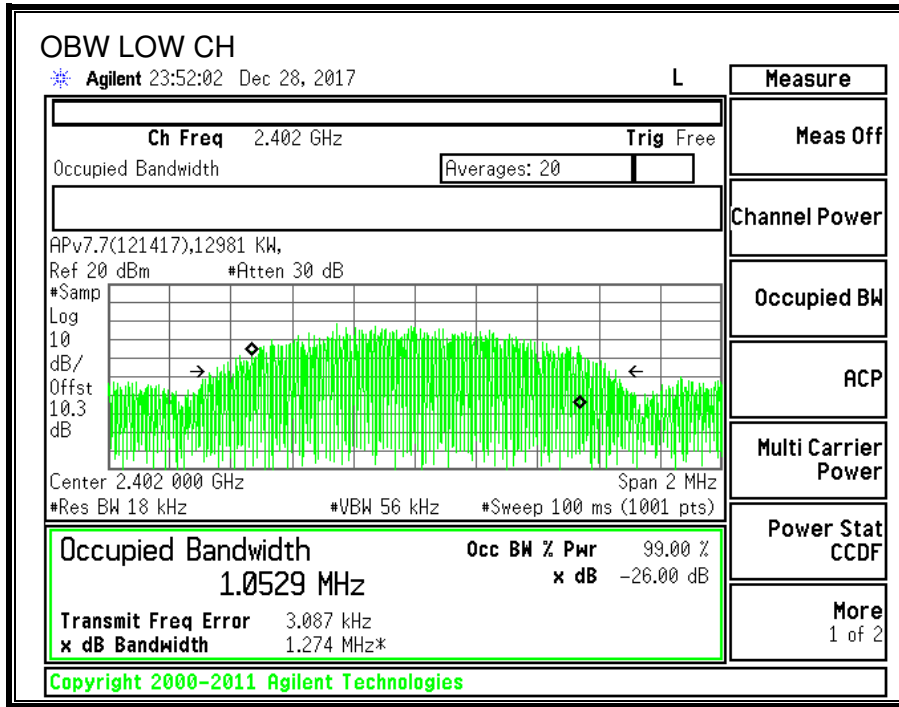 OBW LOW CH
Agilent 23:52:02 Dec 28, 2017 L
Measure
Ch Freq 2.402 GHz Trig Free
Meas Off
Occupied Bandwidth Averages: 20
Channel Power
APv7.7(121417),12981 KW,
Ref 20 dBm #Atten 30 dB
#Samp
Log
10
dB/
Offst
10.3
dB
Occupied BW
ACP
Multi Carrier
Power
Center 2.402 000 GHz Span 2 MHz
#Res BW 18 kHz #VBW 56 kHz #Sweep 100 ms (1001 pts)
Power Stat
CCDF
Occupied Bandwidth Occ BW % Pwr 99.00 %
1.0529 MHz x dB -26.00 dB
Transmit Freq Error 3.087 kHz
x dB Bandwidth 1.274 MHz*
More
1 of 2
Copyright 2000-2011 Agilent Technologies